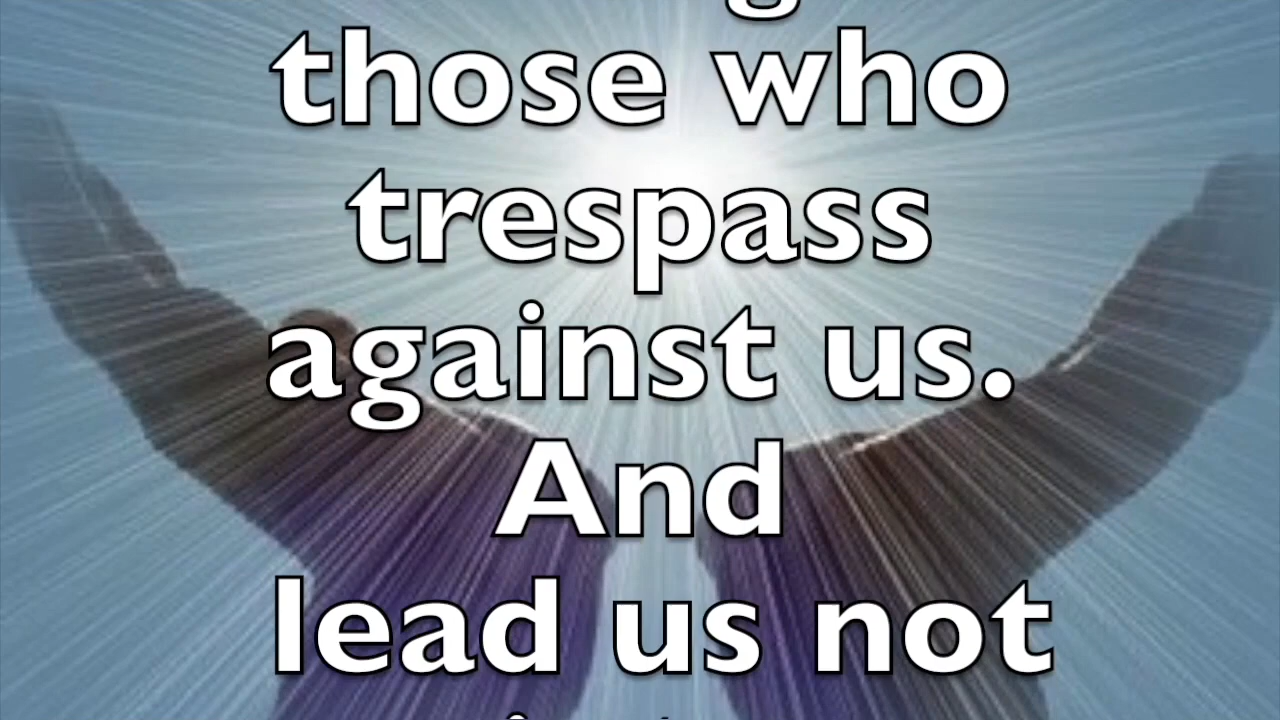 those who
trespass
against us.
And
lead us not